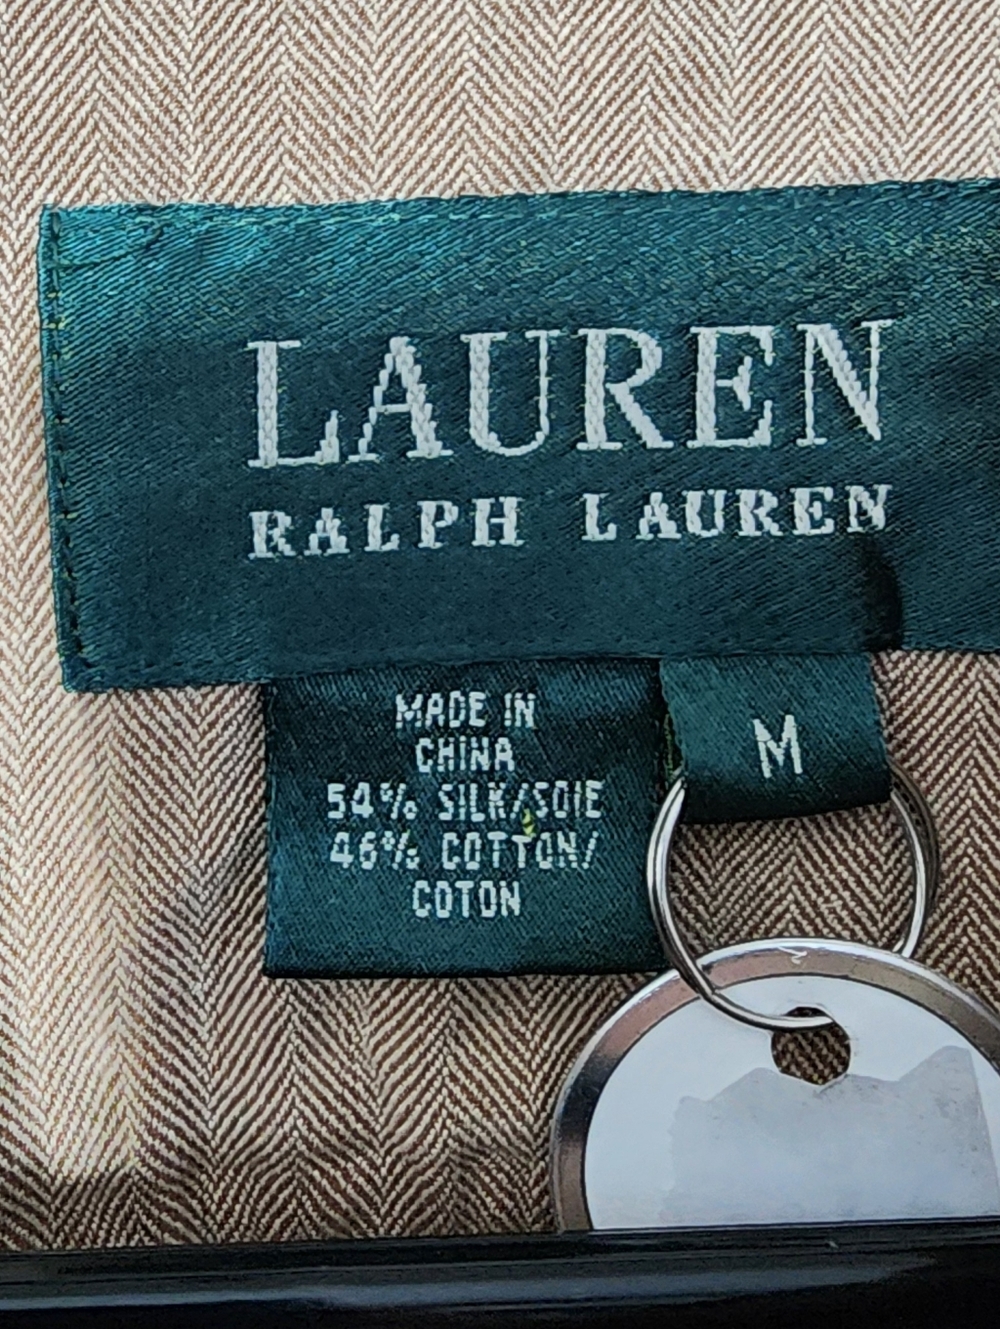 LAUREN
RALPH LAUREN
MADE IN
CHINA
54% SILK/SOIE
46% COTTON/
COTON
M